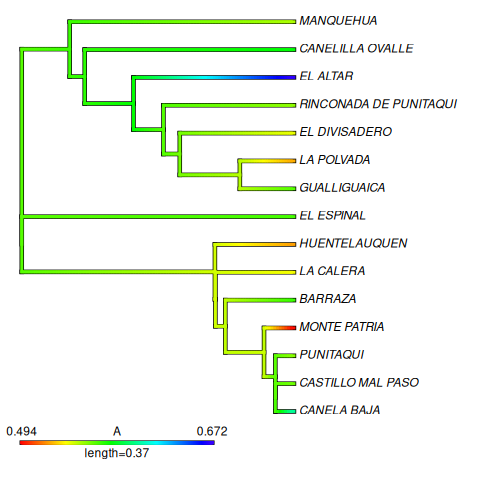 MANQUEHUA
CANELILLA OVALLE
EL ALTAR
RINCONADA DE PUNITAQUI
EL DIVISADERO
LA POLVADA
GUALLIGUAICA
EL ESPINAL
HUENTELAUQUEN
LA CALERA
BARRAZA
MONTE PATRIA
PUNITAQUI
CASTILLO MAL PASO
CANELA BAJA
0.494 A 0.672
length=0.37